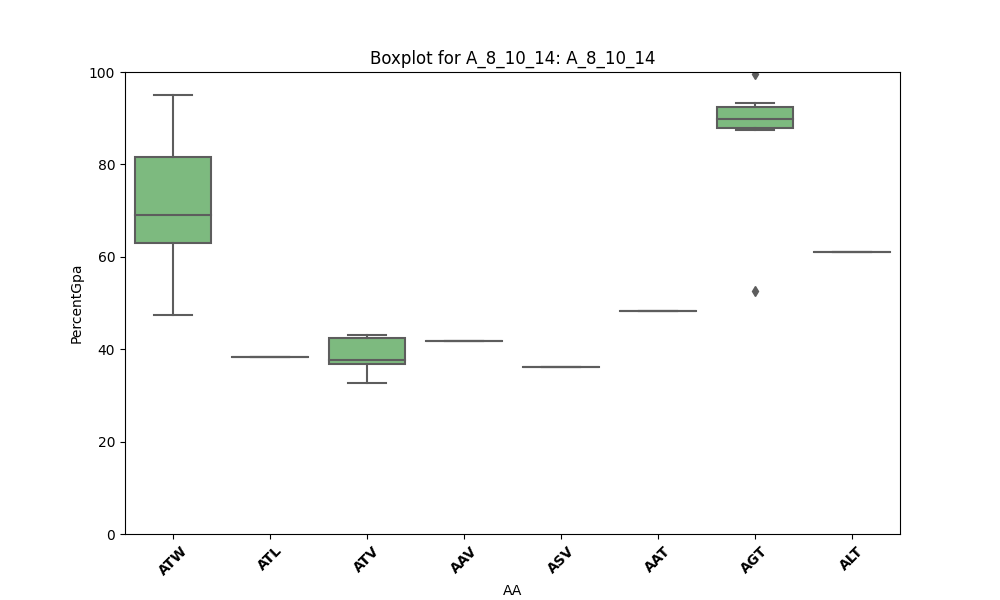 Boxplot for A_8_10_14: A_8_10_14
PercentGpa
100
80
60
40
20
0
ATW ATL ATV AAV ASV AAT AGT ALT
AA